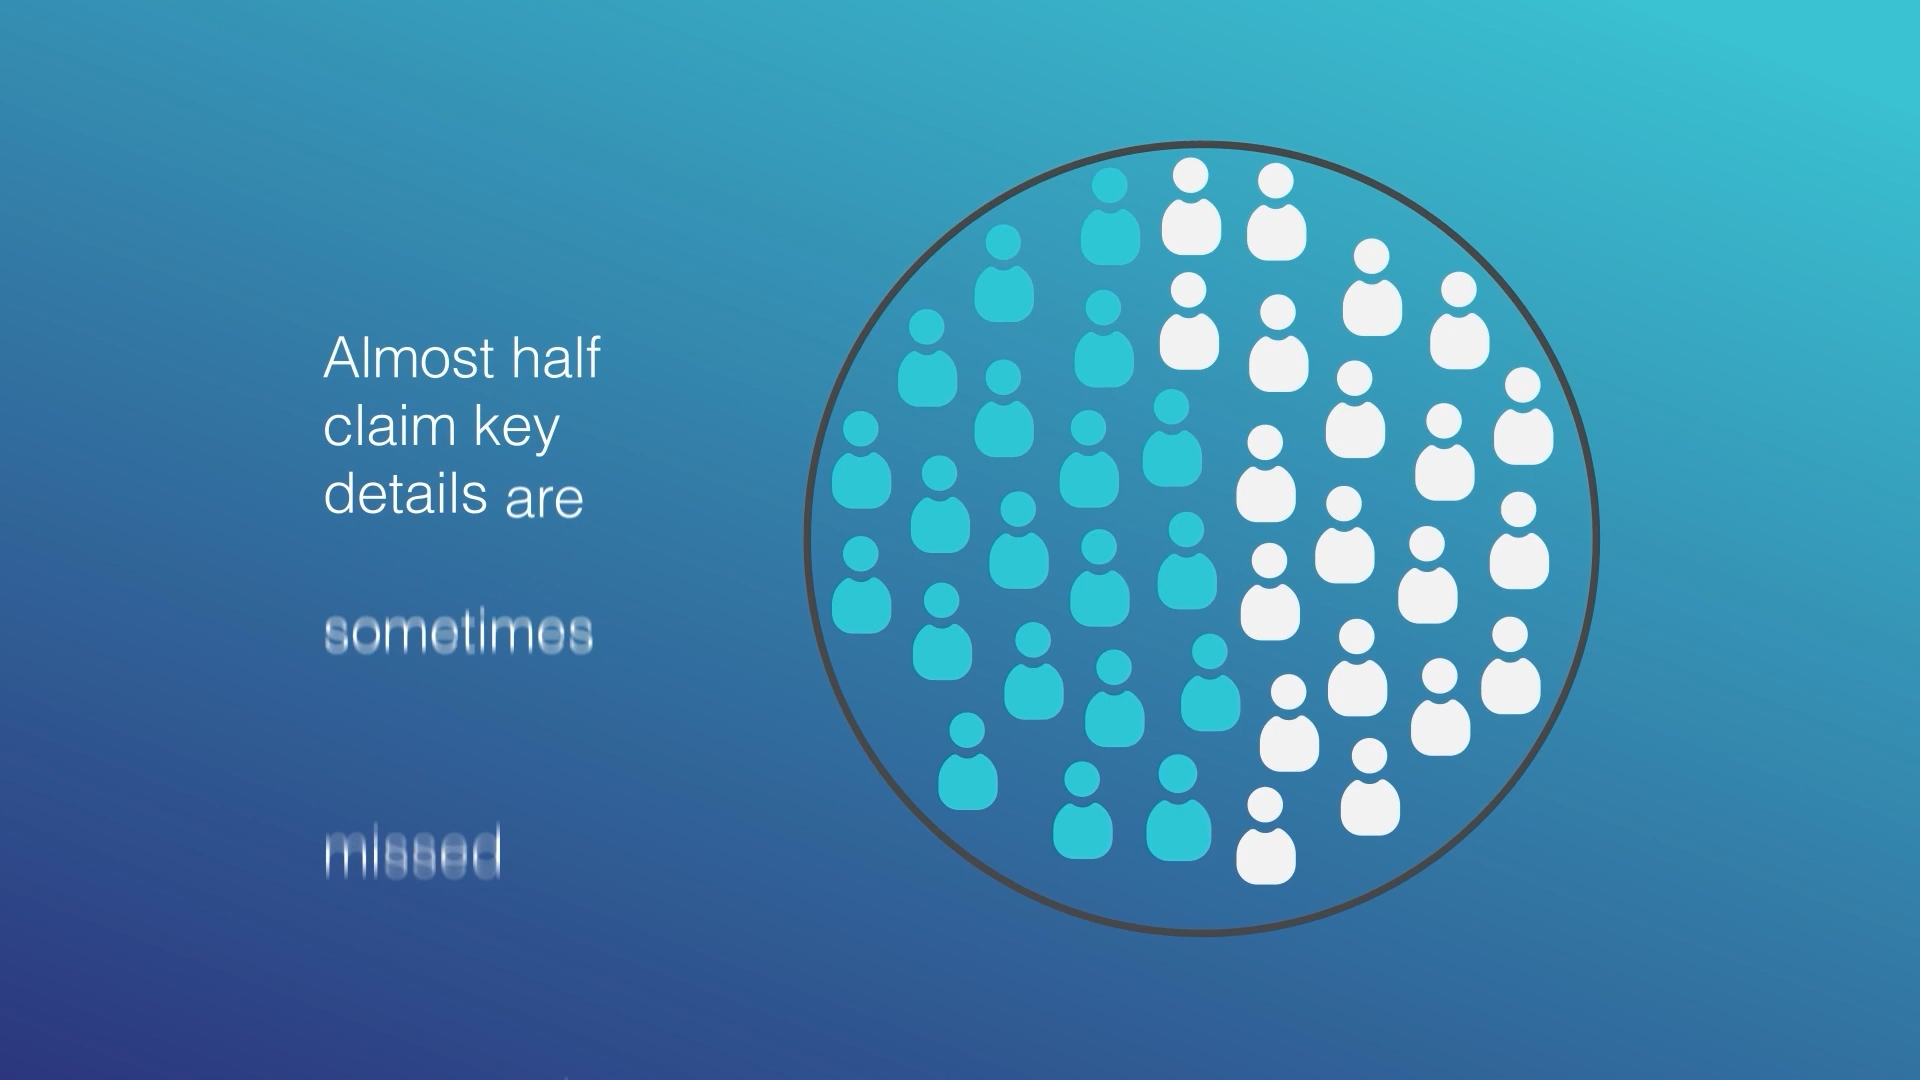 Almost half
claim key
details are
sometimes
missed